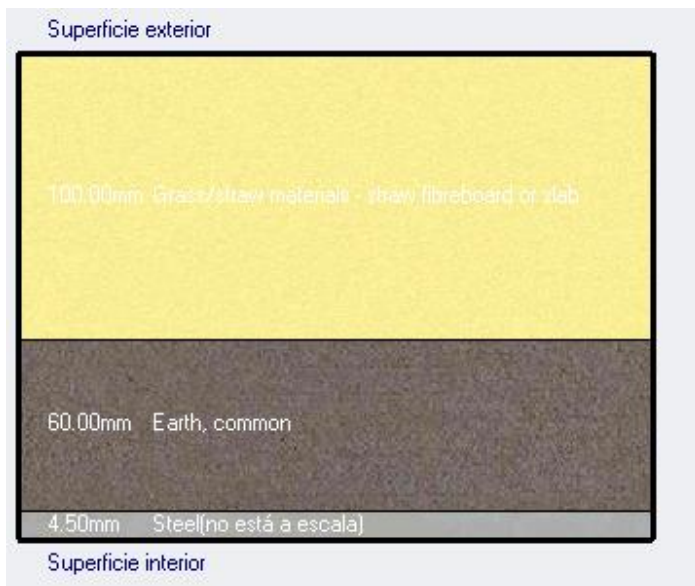 Superficie exterior
100.00mm Grass/straw materials - straw fibreboard or slab
60.00mm Earth, common
4.50mm Steel(no está a escala)
Superficie interior